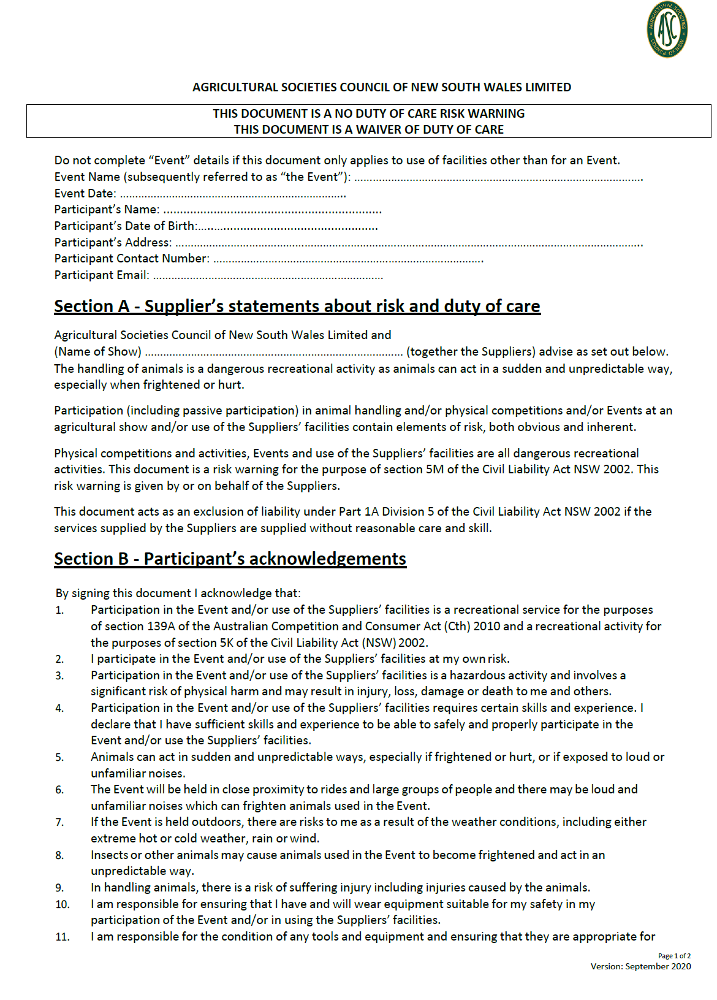 AGRICULTURAL SOCIETIES
ASC
COUNCIL OF N.S.W.
AGRICULTURAL SOCIETIES COUNCIL OF NEW SOUTH WALES LIMITED
THIS DOCUMENT IS A NO DUTY OF CARE RISK WARNING
THIS DOCUMENT IS A WAIVER OF DUTY OF CARE
Do not complete “Event” details if this document only applies to use of facilities other than for an Event.
Event Name (subsequently referred to as “the Event”): ………………………………………………………………………………….
Event Date: ………………………………………………………………..
Participant’s Name: .................................................................
Participant’s Date of Birth:......................................................
Participant’s Address: ……………………………………………………………………………………………………………………………………..
Participant Contact Number: …………………………………………………………………………….
Participant Email: …………………………………………………………………
Section A - Supplier’s statements about risk and duty of care
Agricultural Societies Council of New South Wales Limited and
(Name of Show) ………………………………………………………………………… (together the Suppliers) advise as set out below.
The handling of animals is a dangerous recreational activity as animals can act in a sudden and unpredictable way,
especially when frightened or hurt.
Participation (including passive participation) in animal handling and/or physical competitions and/or Events at an
agricultural show and/or use of the Suppliers’ facilities contain elements of risk, both obvious and inherent.
Physical competitions and activities, Events and use of the Suppliers’ facilities are all dangerous recreational
activities. This document is a risk warning for the purpose of section 5M of the Civil Liability Act NSW 2002. This
risk warning is given by or on behalf of the Suppliers.
This document acts as an exclusion of liability under Part 1A Division 5 of the Civil Liability Act NSW 2002 if the
services supplied by the Suppliers are supplied without reasonable care and skill.
Section B - Participant’s acknowledgements
By signing this document I acknowledge that:
1. Participation in the Event and/or use of the Suppliers’ facilities is a recreational service for the purposes
of section 139A of the Australian Competition and Consumer Act (Cth) 2010 and a recreational activity for
the purposes of section 5K of the Civil Liability Act (NSW) 2002.
2. I participate in the Event and/or use of the Suppliers’ facilities at my own risk.
3. Participation in the Event and/or use of the Suppliers’ facilities is a hazardous activity and involves a
significant risk of physical harm and may result in injury, loss, damage or death to me and others.
4. Participation in the Event and/or use of the Suppliers’ facilities requires certain skills and experience. I
declare that I have sufficient skills and experience to be able to safely and properly participate in the
Event and/or use the Suppliers’ facilities.
5. Animals can act in sudden and unpredictable ways, especially if frightened or hurt, or if exposed to loud or
unfamiliar noises.
6. The Event will be held in close proximity to rides and large groups of people and there may be loud and
unfamiliar noises which can frighten animals used in the Event.
7. If the Event is held outdoors, there are risks to me as a result of the weather conditions, including either
extreme hot or cold weather, rain or wind.
8. Insects or other animals may cause animals used in the Event to become frightened and act in an
unpredictable way.
9. In handling animals, there is a risk of suffering injury including injuries caused by the animals.
10. I am responsible for ensuring that I have and will wear equipment suitable for my safety in my
participation of the Event and/or in using the Suppliers’ facilities.
11. I am responsible for the condition of any tools and equipment and ensuring that they are appropriate for
Page 1 of 2
Version: September 2020